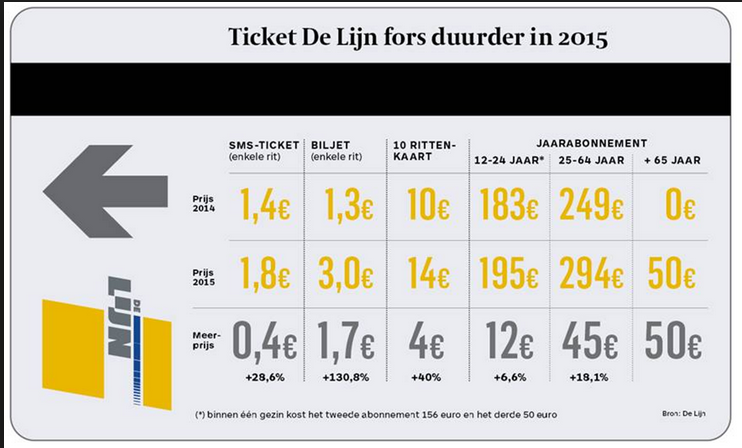 Ticket De Lijn fors duurder in 2015
SMS-TICKET BILJET 10 RITTEN- JAARABONNEMENT
(enkele rit) (enkele rit) KAART 12-24 JAAR* 25-64 JAAR + 65 JAAR
Prijs
2014 1,4€ 1,3€ 10€ 183€ 249€ 0€
Prijs
2015 1,8€ 3,0€ 14€ 195€ 294€ 50€
Meer-
prijs 0,4€ 1,7€ 4€ 12€ 45€ 50€
+28,6% +130,8% +40% +6,6% +18,1%
DE LIJN
(*) binnen één gezin kost het tweede abonnement 156 euro en het derde 50 euro
Bron: De Lijn